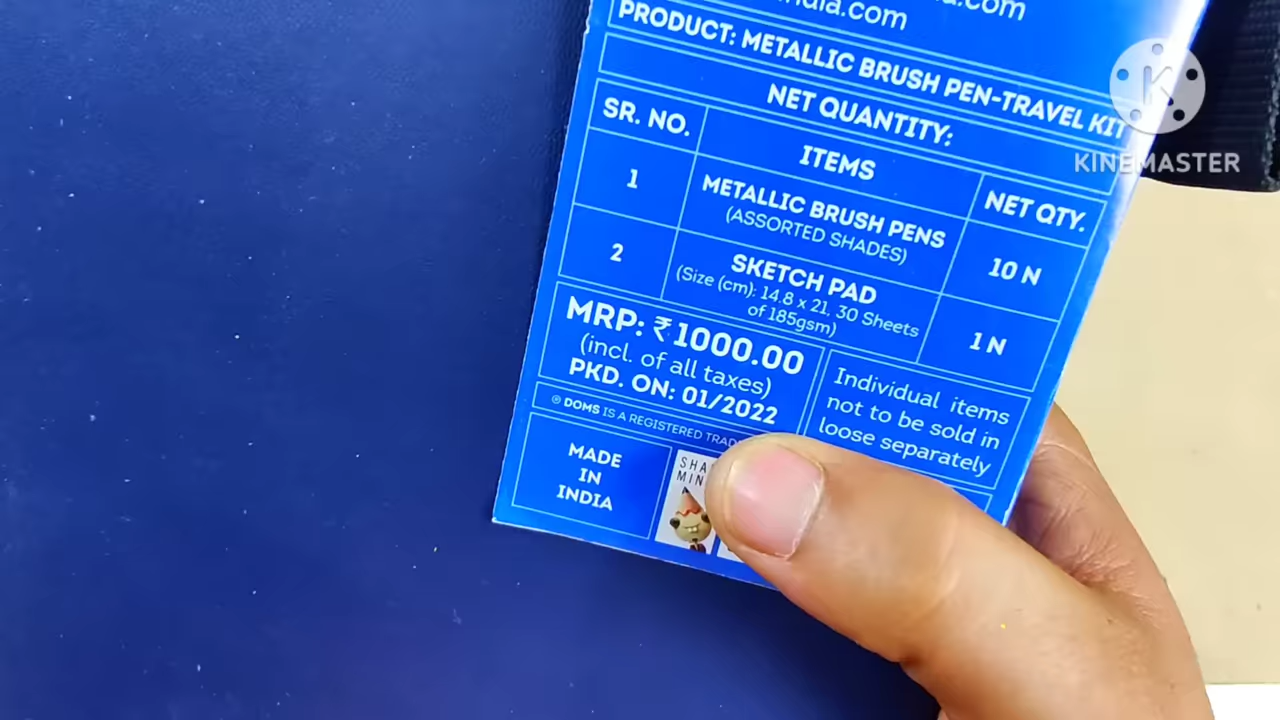 india.com
PRODUCT: METALLIC BRUSH PEN-TRAVEL KIT
NET QUANTITY:
SR. NO.
ITEMS
NET QTY.
1
METALLIC BRUSH PENS
(ASSORTED SHADES)
10 N
2
SKETCH PAD
(Size (cm): 14.8 x 21, 30 Sheets
of 185gsm)
1 N
MRP: ₹1000.00
(incl. of all taxes)
PKD. ON: 01/2022
Individual items
not to be sold in
loose separately
® DOMS IS A REGISTERED
MADE
IN
INDIA
KINEMASTER